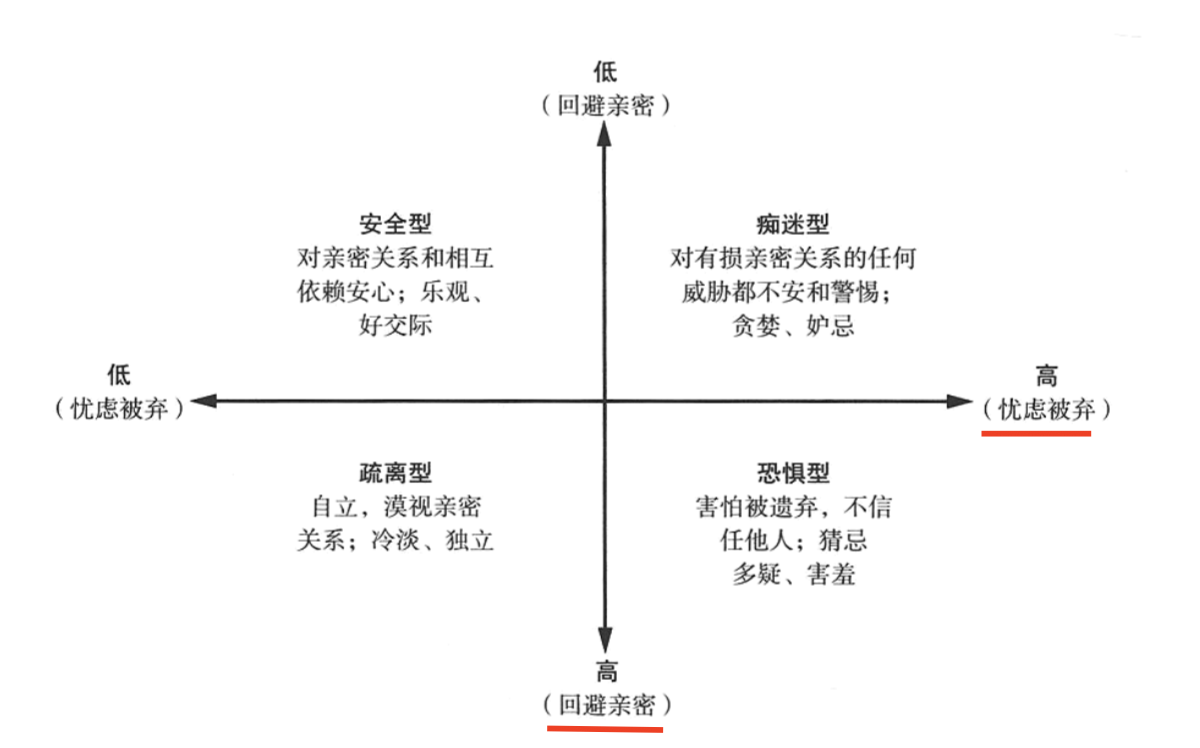 低
（回避亲密）
安全型
对亲密关系和相互
依赖安心；乐观、
好交际
痴迷型
对有损亲密关系的任何
威胁都不安和警惕；
贪婪、妒忌
低
（忧虑被弃）
高
（忧虑被弃）
疏离型
自立，漠视亲密
关系；冷淡、独立
恐惧型
害怕被遗弃，不信
任他人；猜忌
多疑、害羞
高
（回避亲密）